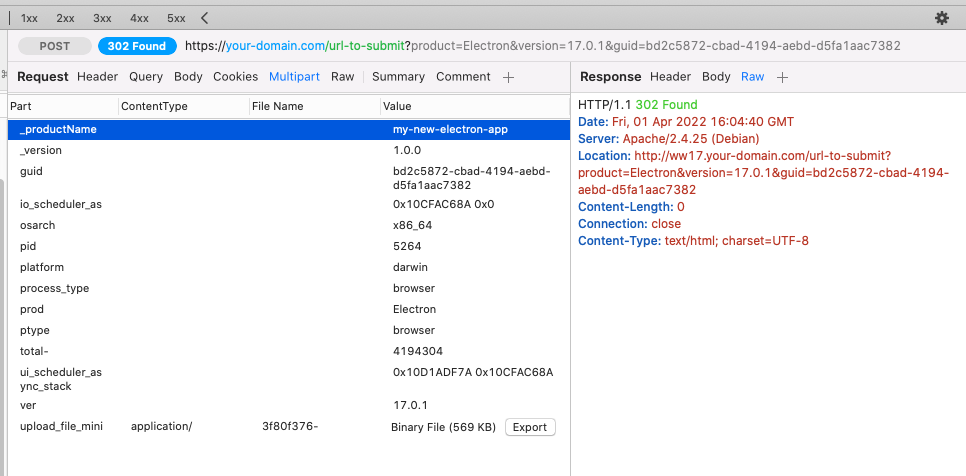 1xx 2xx 3xx 4xx 5xx
POST 302 Found https://your-domain.com/url-to-submit?product=Electron&version=17.0.1&guid=bd2c5872-cbad-4194-aebd-d5fa1aac7382
Request Header Query Body Cookies Multipart Raw Summary Comment +
Part ContentType File Name Value
_productName my-new-electron-app
_version 1.0.0
guid bd2c5872-cbad-4194-aebd-
d5fa1aac7382
io_scheduler_as 0x10CFAC68A 0x0
osarch x86_64
pid 5264
platform darwin
process_type browser
prod Electron
ptype browser
total- 4194304
ui_scheduler_as 0x10D1ADF7A 0x10CFAC68A
ync_stack
ver 17.0.1
upload_file_mini application/ 3f80f376- Binary File (569 KB) Export
Response Header Body Raw +
HTTP/1.1 302 Found
Date: Fri, 01 Apr 2022 16:04:40 GMT
Server: Apache/2.4.25 (Debian)
Location: http://ww17.your-domain.com/url-to-submit?
product=Electron&version=17.0.1&guid=bd2c5872-cbad-4194-
aebd-d5fa1aac7382
Content-Length: 0
Connection: close
Content-Type: text/html; charset=UTF-8